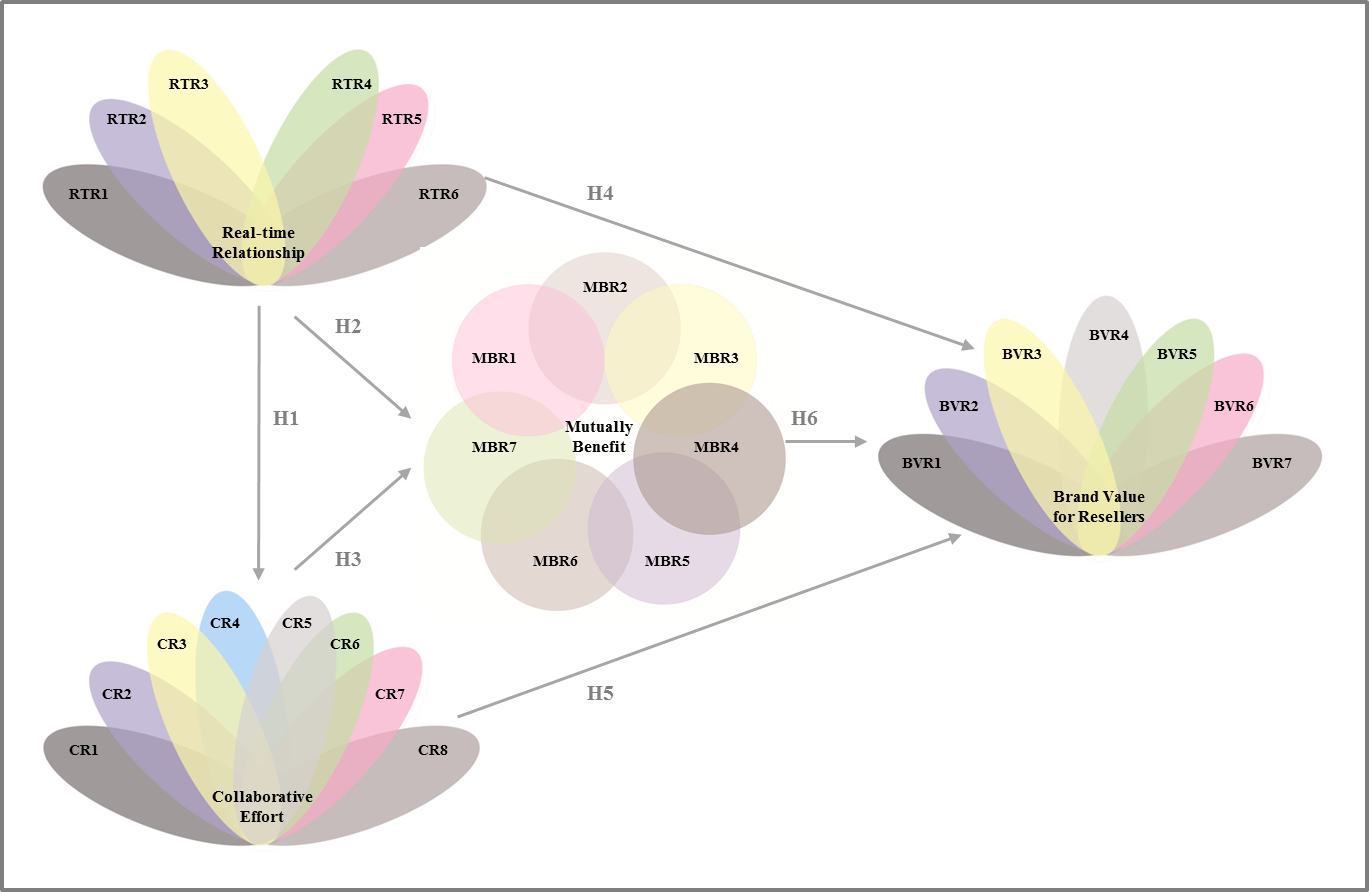 RTR1
RTR2
RTR3
RTR4
RTR5
RTR6
Real-time
Relationship
H4
H2
H1
H3
H5
H6
MBR1
MBR2
MBR3
MBR4
MBR5
MBR6
MBR7
Mutually
Benefit
BVR1
BVR2
BVR3
BVR4
BVR5
BVR6
BVR7
Brand Value
for Resellers
CR1
CR2
CR3
CR4
CR5
CR6
CR7
CR8
Collaborative
Effort